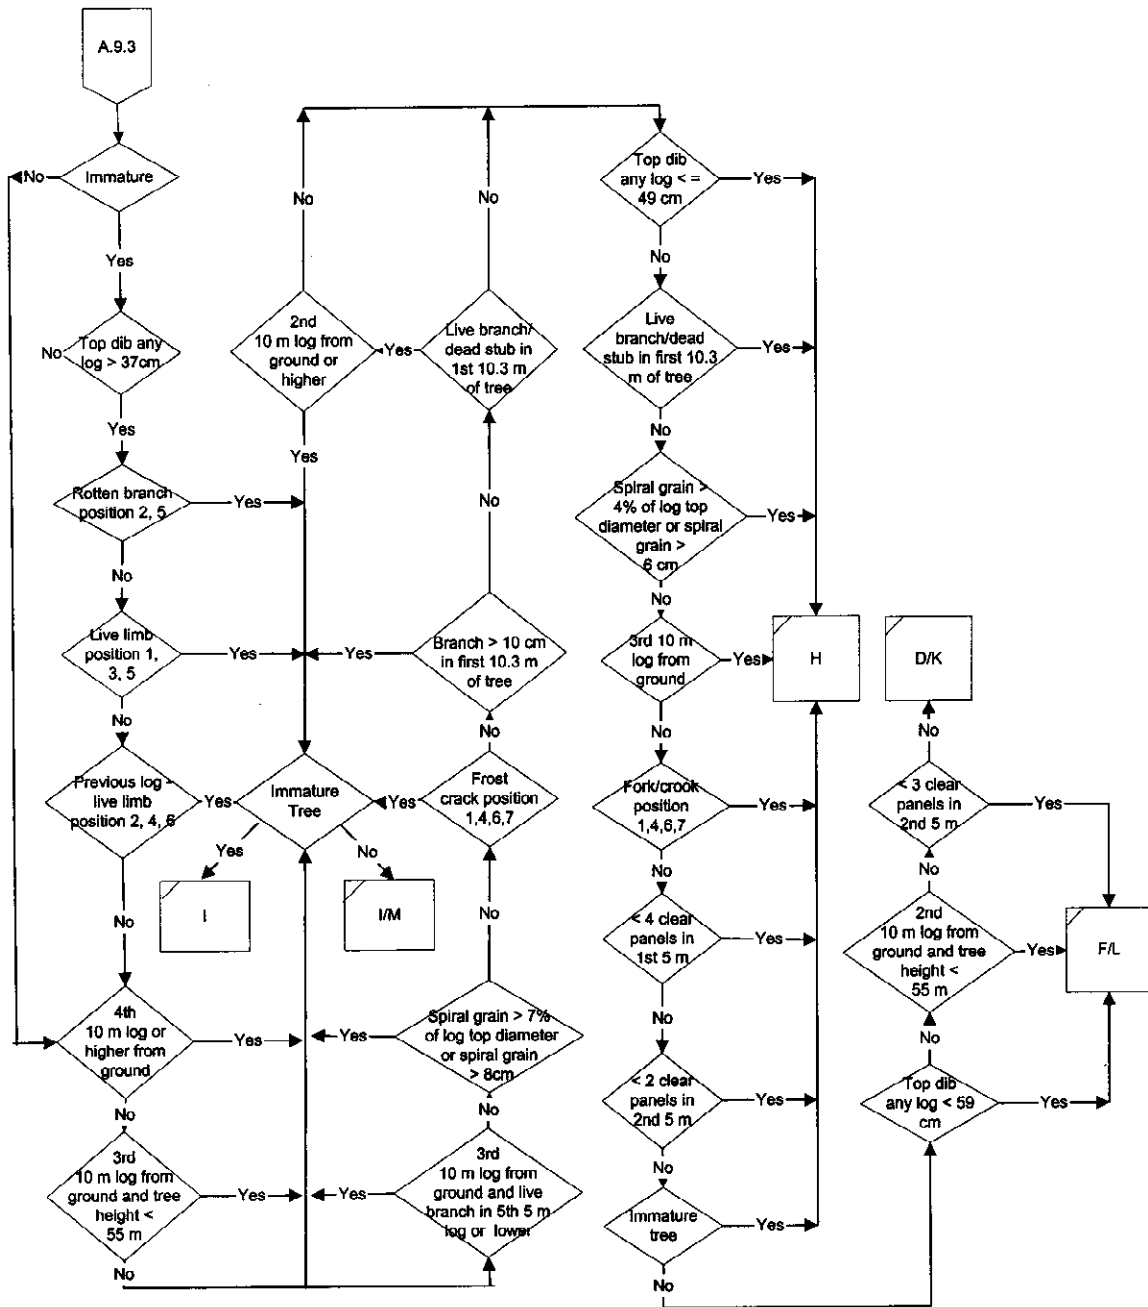 A.9.3
No
Immature
Yes
No
Top dib any
log > 37cm
Yes
Rotten branch
position 2, 5
Yes
No
Live limb
position 1,
3, 5
Yes
No
Previous log -
live limb
position 2, 4, 6
Yes
No
4th
10 m log or
higher from
ground
Yes
No
3rd
10 m log from
ground and tree
height <
55 m
Yes
No
No
2nd
10 m log from
ground or
higher
Yes
Yes
Immature
Tree
Yes
No
I
I/M
No
Live branch/
dead stub in
1st 10.3 m
of tree
No
Yes
Branch > 10 cm
in first 10.3 m
of tree
No
Yes
Frost
crack position
1,4,6,7
No
Yes
Spiral grain > 7%
of log top diameter
or spiral grain
> 8cm
No
Yes
3rd
10 m log from
ground and live
branch in 5th 5 m
log or lower
Top dib
any log < =
49 cm
Yes
No
Live
branch/dead
stub in first 10.3
m of tree
Yes
No
Spiral grain >
4% of log top
diameter or spiral
grain >
6 cm
Yes
No
3rd 10 m
log from
ground
Yes
H
No
Fork/crook
position
1,4,6,7
Yes
No
< 4 clear
panels in
1st 5 m
Yes
No
< 2 clear
panels in
2nd 5 m
Yes
No
Immature
tree
Yes
No
D/K
No
< 3 clear
panels in
2nd 5 m
Yes
No
2nd
10 m log from
ground and tree
height <
55 m
Yes
F/L
No
Top dib
any log < 59
cm
Yes